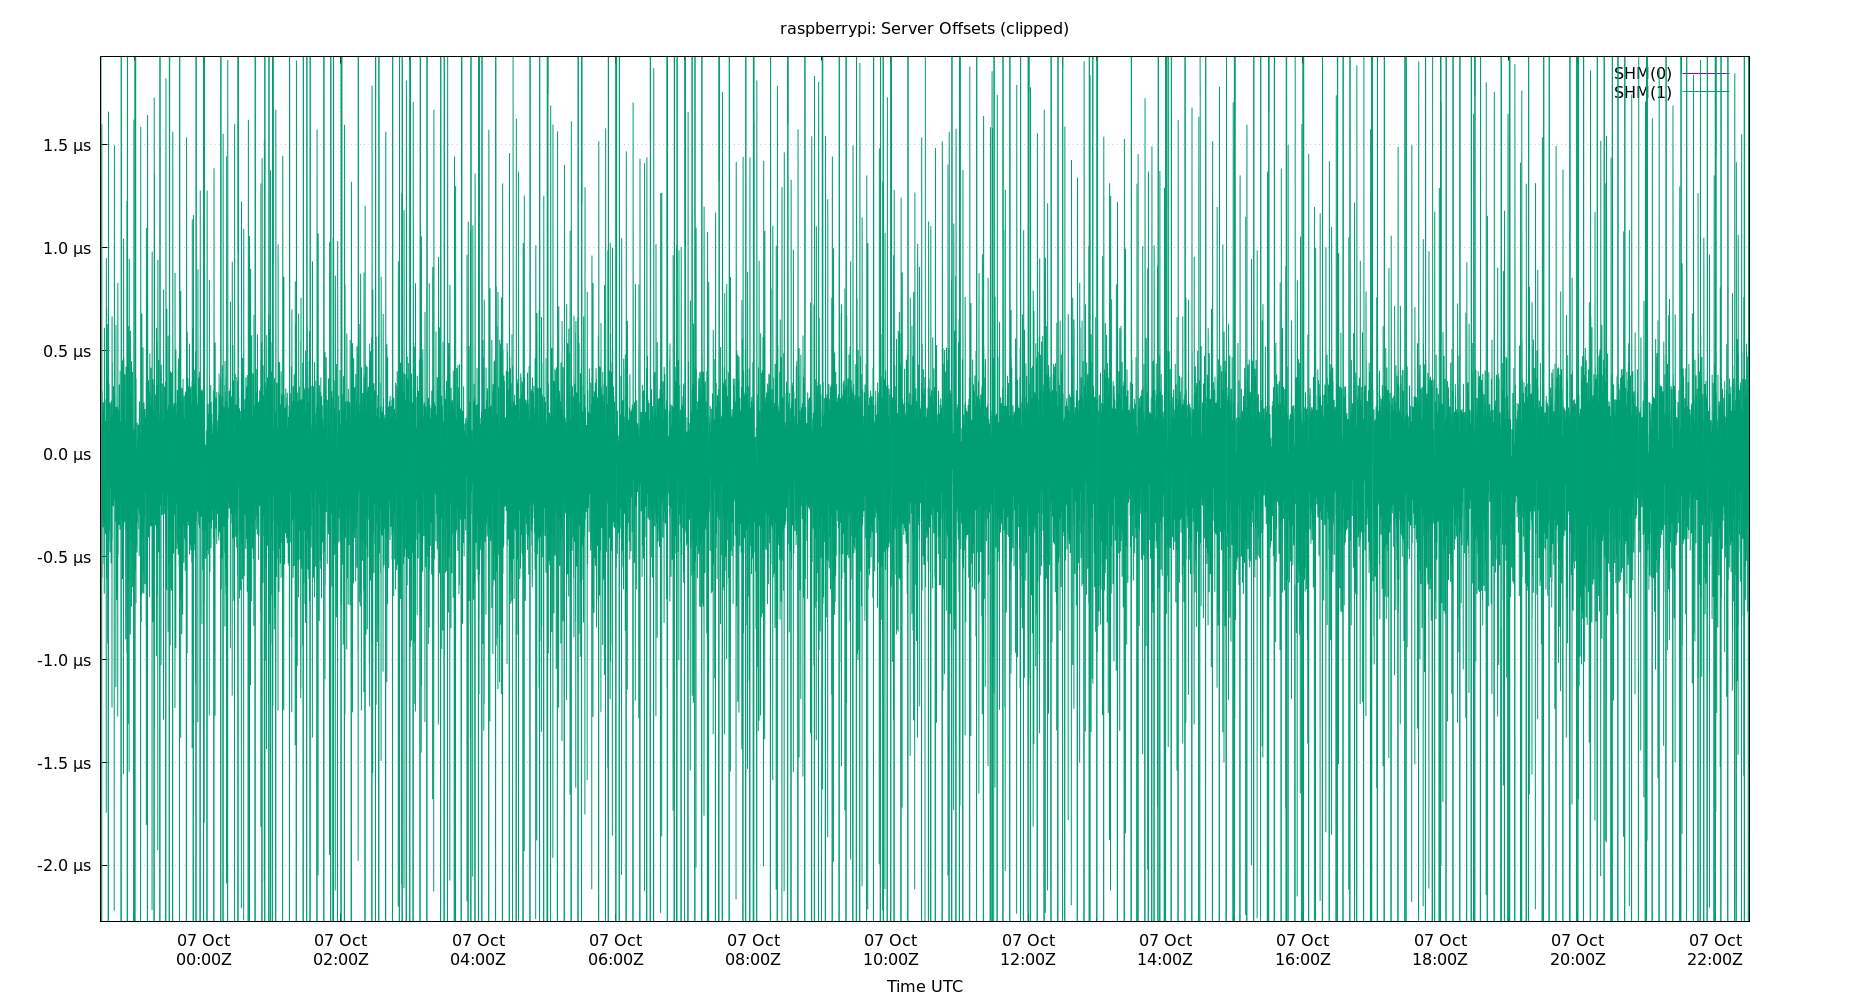 raspberrypi: Server Offsets (clipped)
SHM(0)
SHM(1)
1.5 µs
1.0 µs
0.5 µs
0.0 µs
-0.5 µs
-1.0 µs
-1.5 µs
-2.0 µs
07 Oct 07 Oct 07 Oct 07 Oct 07 Oct 07 Oct 07 Oct 07 Oct 07 Oct 07 Oct 07 Oct 07 Oct
00:00Z 02:00Z 04:00Z 06:00Z 08:00Z 10:00Z 12:00Z 14:00Z 16:00Z 18:00Z 20:00Z 22:00Z
Time UTC